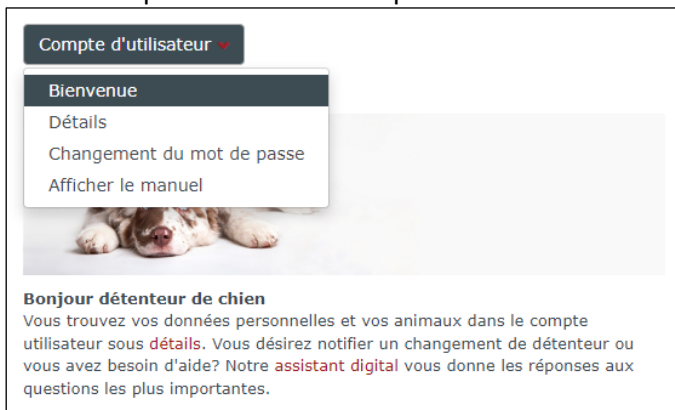 Compte d'utilisateur
Bienvenue
Détails
Changement du mot de passe
Afficher le manuel
Bonjour détenteur de chien
Vous trouvez vos données personnelles et vos animaux dans le compte
utilisateur sous détails. Vous désirez notifier un changement de détenteur ou
vous avez besoin d'aide? Notre assistant digital vous donne les réponses aux
questions les plus importantes.